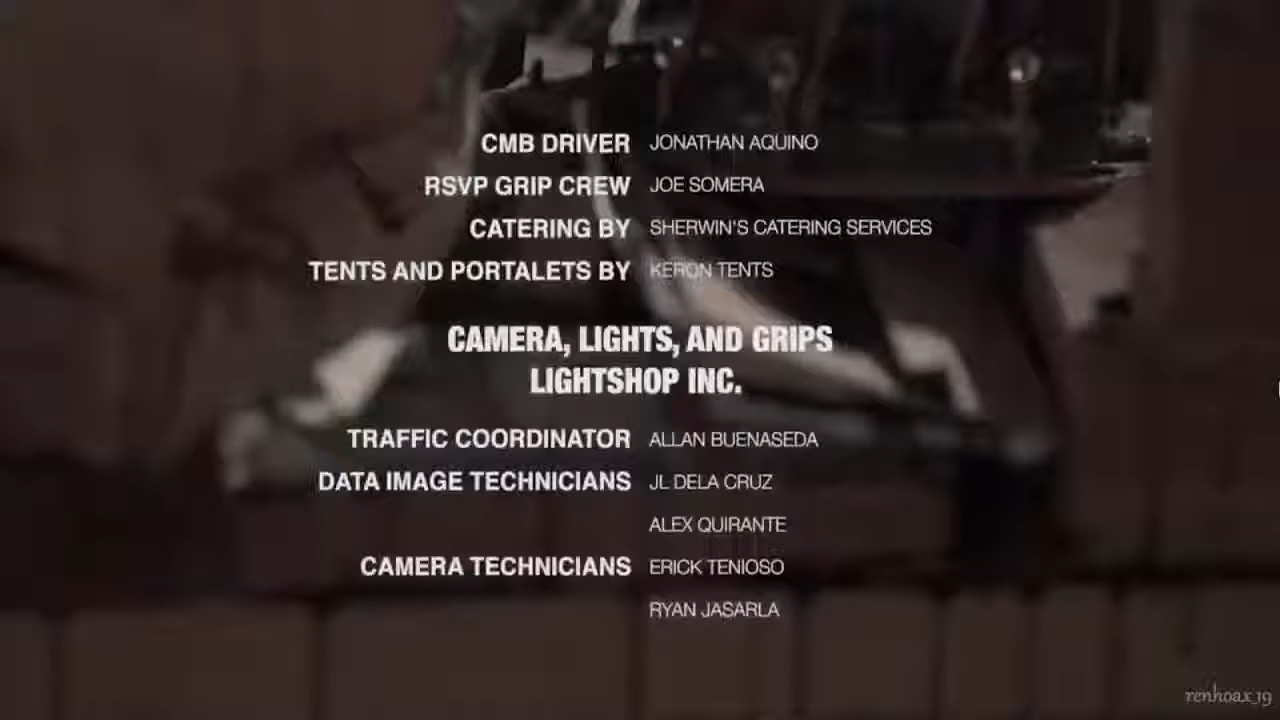 CMB DRIVER JONATHAN AQUINO
RSVP GRIP CREW JOE SOMERA
CATERING BY SHERWIN'S CATERING SERVICES
TENTS AND PORTALETS BY KERON TENTS
CAMERA, LIGHTS, AND GRIPS
LIGHTSHOP INC.
TRAFFIC COORDINATOR ALLAN BUENASEDA
DATA IMAGE TECHNICIANS JL DELA CRUZ
ALEX QUIRANTE
CAMERA TECHNICIANS ERICK TENIOSO
RYAN JASARLA
renhoax_19